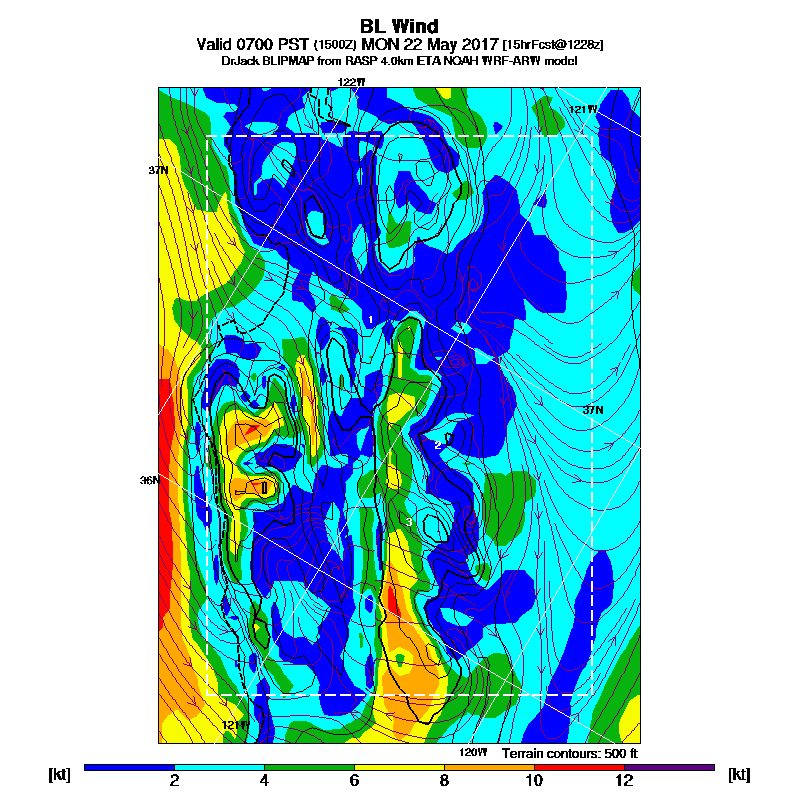 BL Wind
Valid 0700 PST (1500Z) MON 22 May 2017 [15hrFcst@1228z]
DrJack BLIPMAP from RASP 4.0km ETA NOAH WRF-ARW model
122W
121W
37N
1
37N
2
36N
3
121W
120W Terrain contours: 500 ft
[kt] 2 4 6 8 10 12 [kt]